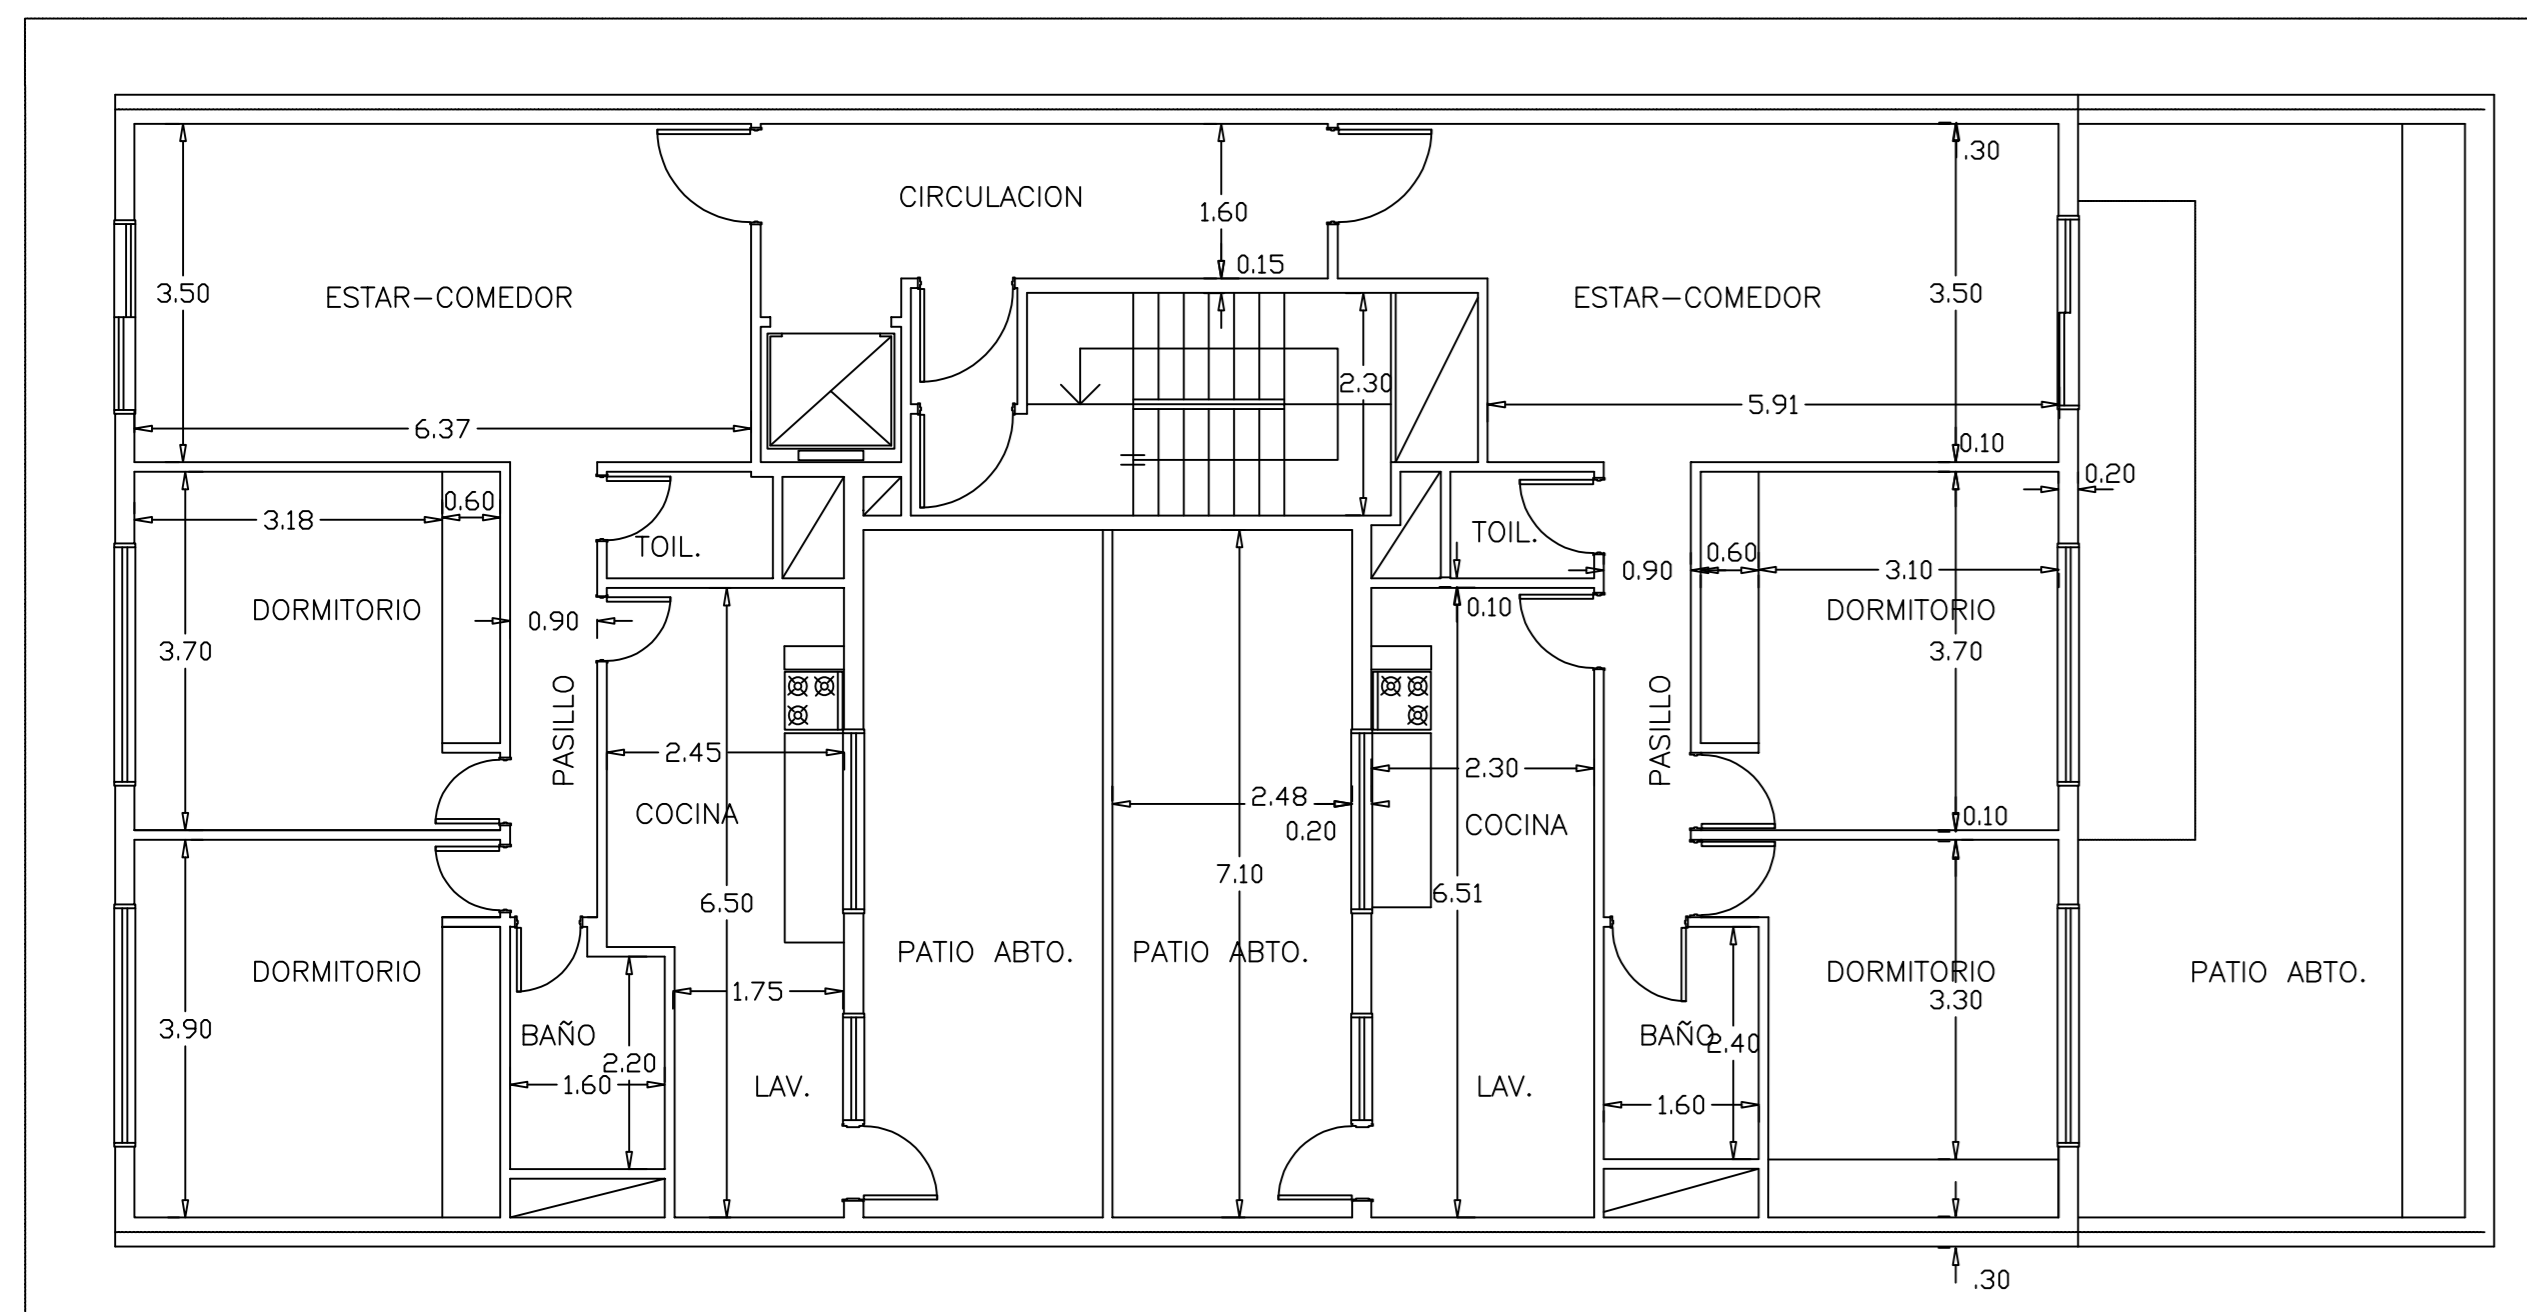 .30
CIRCULACION
1.60
0.15
3.50
ESTAR-COMEDOR
ESTAR-COMEDOR
3.50
2.30
5.91
6.37
0.10
0.20
0.60
3.18
TOIL.
TOIL.
0.60
0.90
3.10
DORMITORIO
0.90
0.10
DORMITORIO
3.70
3.70
PASILLO
PASILLO
2.45
2.30
2.48
COCINA
0.20
COCINA
0.10
7.10
6.50
6.51
PATIO ABTO.
PATIO ABTO.
DORMITORIO
DORMITORIO
PATIO ABTO.
1.75
3.30
3.90
BAÑO
BAÑO
2.40
2.20
1.60
LAV.
LAV.
1.60
.30